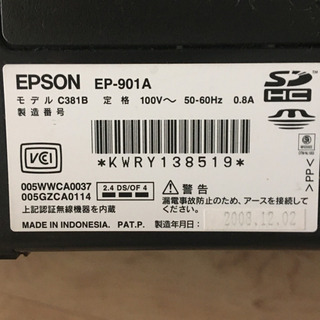 EPSON EP-901A
モデル C381B 定格 100V～ 50-60Hz 0.8A
製造番号
*KWRY138519*
VCCI
SD
HC
005WWCA0037
005GZCA0114
2.4 DS/OF 4
上記認証無線機器を内蔵
警告
漏電事故防止のため、アースを接続して
ください。
MADE IN INDONESIA. PAT.P. 製造年月日:
2008.12.02
>PP<